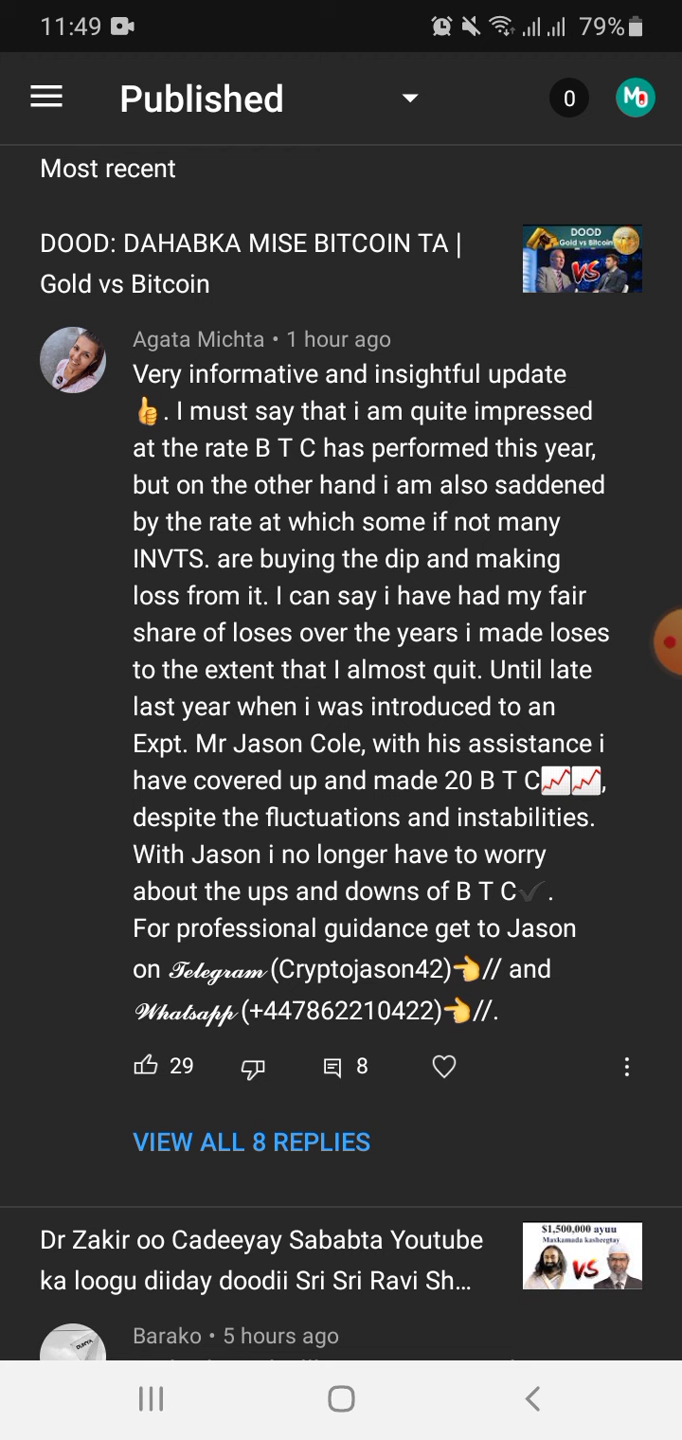 11:49
79%
Published
0
Mo
Most recent
DOOD: DAHABKA MISE BITCOIN TA |
Gold vs Bitcoin
DOOD
Gold vs Bitcoin
VS
Agata Michta • 1 hour ago
Very informative and insightful update
👍. I must say that i am quite impressed
at the rate B T C has performed this year,
but on the other hand i am also saddened
by the rate at which some if not many
INVTS. are buying the dip and making
loss from it. I can say i have had my fair
share of loses over the years i made loses
to the extent that I almost quit. Until late
last year when i was introduced to an
Expt. Mr Jason Cole, with his assistance i
have covered up and made 20 B T C📈📈,
despite the fluctuations and instabilities.
With Jason i no longer have to worry
about the ups and downs of B T C✔.
For professional guidance get to Jason
on 𝓣𝓮𝓵𝓮𝓰𝓻𝓪𝓶 (Cryptojason42)👈// and
𝓦𝓱𝓪𝓽𝓼𝓪𝓹𝓹 (+447862210422)👈//.
29
8
VIEW ALL 8 REPLIES
Dr Zakir oo Cadeeyay Sababta Youtube
ka loogu diiday doodii Sri Sri Ravi Sh...
$1,500,000 ayuu
Maxkamada kasheegtay
VS
Barako • 5 hours ago